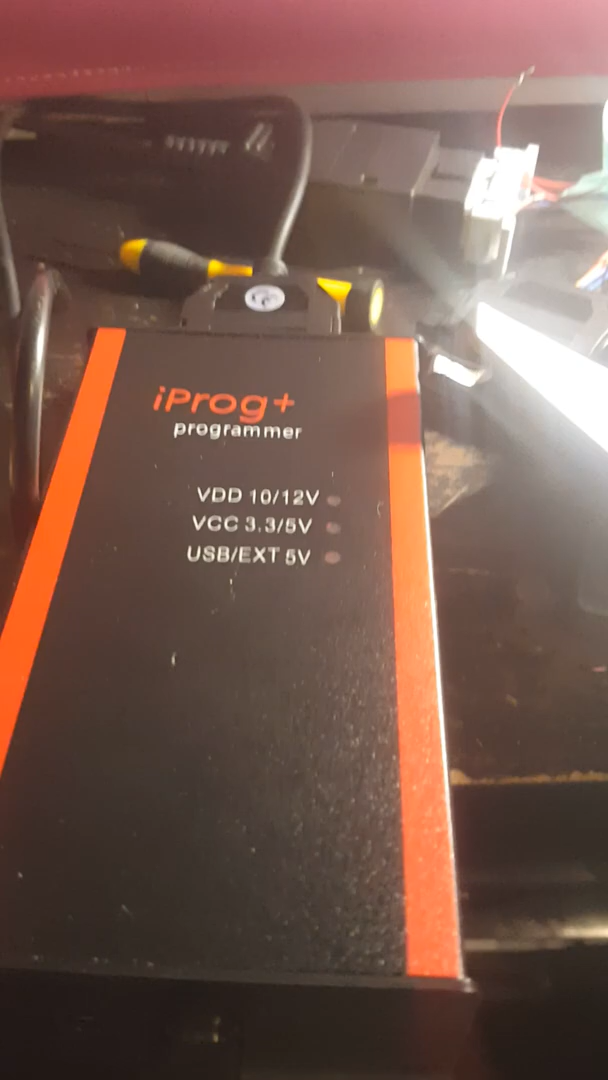 iProg+
programmer
VDD 10/12V
VCC 3.3/5V
USB/EXT 5V